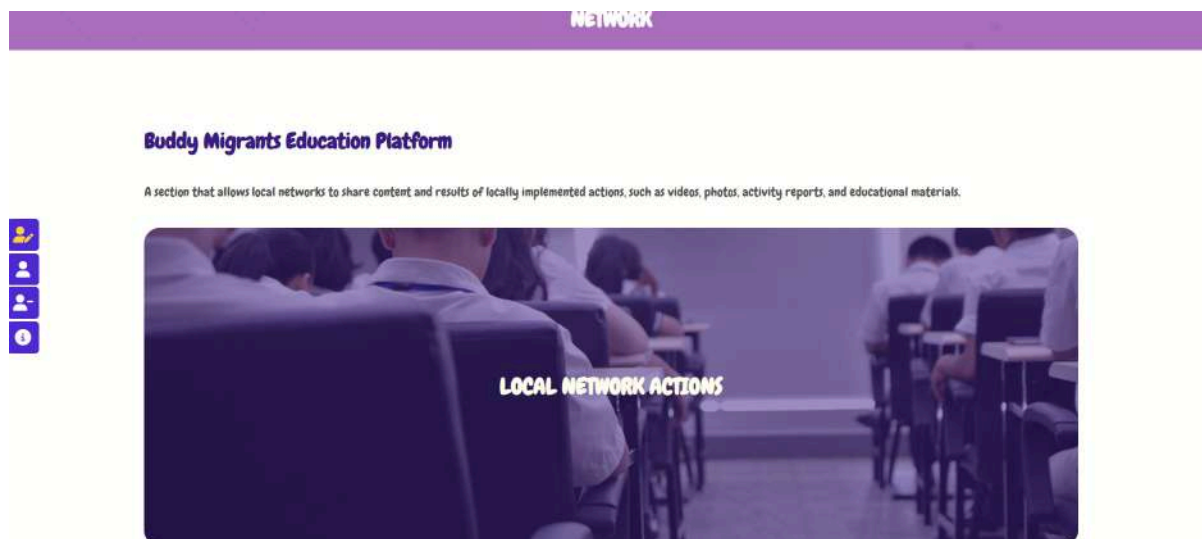 NETWORK
Buddy Migrants Education Platform
A section that allows local networks to share content and results of locally implemented actions, such as videos, photos, activity reports, and educational materials.
LOCAL NETWORK ACTIONS